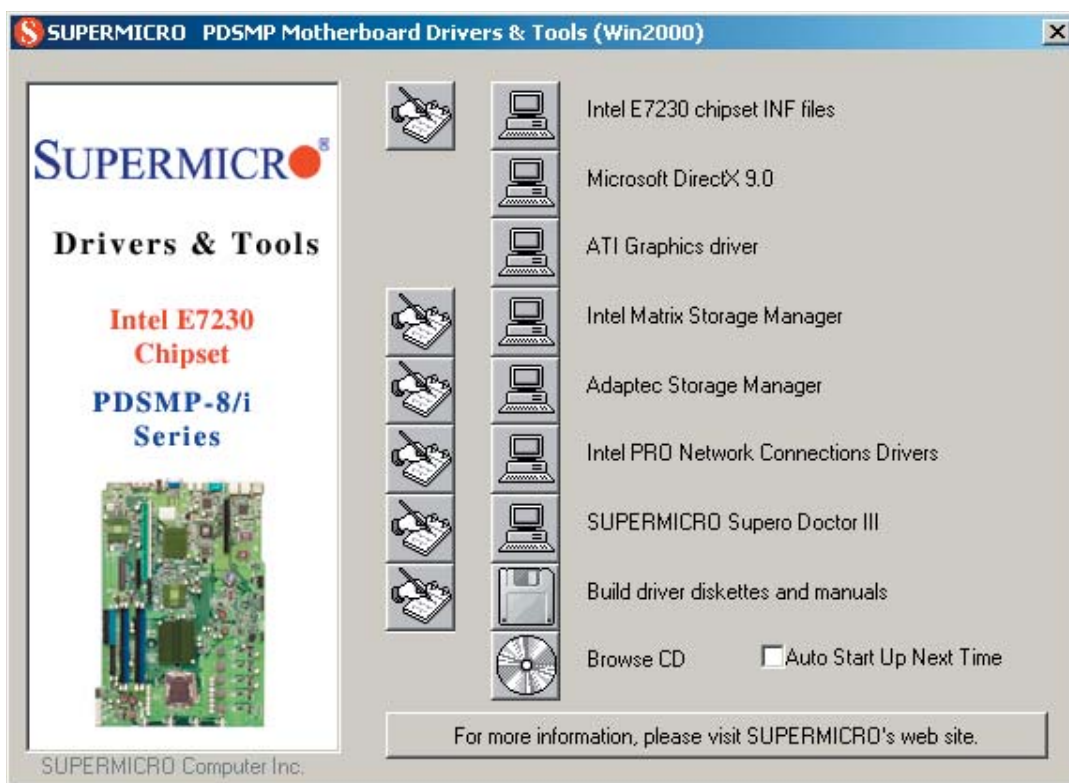 SUPERMICRO PDSMP Motherboard Drivers & Tools (Win2000)
SUPERMICRO®
Drivers & Tools
Intel E7230
Chipset
PDSMP-8/i
Series
SUPERMICRO Computer Inc.
Intel E7230 chipset INF files
Microsoft DirectX 9.0
ATI Graphics driver
Intel Matrix Storage Manager
Adaptec Storage Manager
Intel PRO Network Connections Drivers
SUPERMICRO Supero Doctor III
Build driver diskettes and manuals
Browse CD Auto Start Up Next Time
For more information, please visit SUPERMICRO's web site.